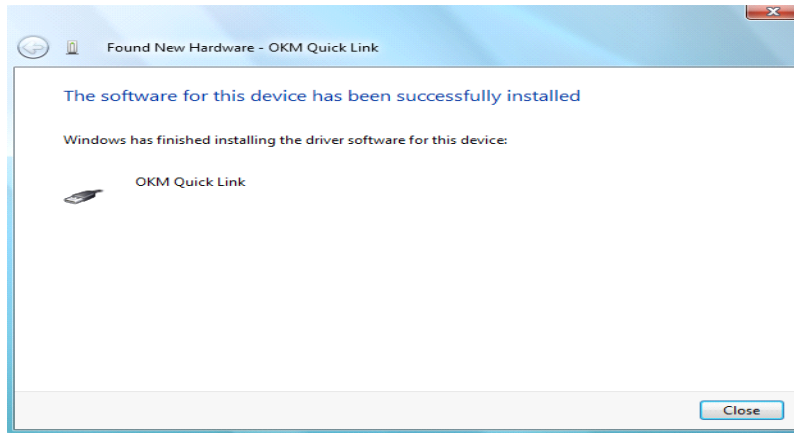 Found New Hardware - OKM Quick Link
The software for this device has been successfully installed
Windows has finished installing the driver software for this device:
OKM Quick Link
Close